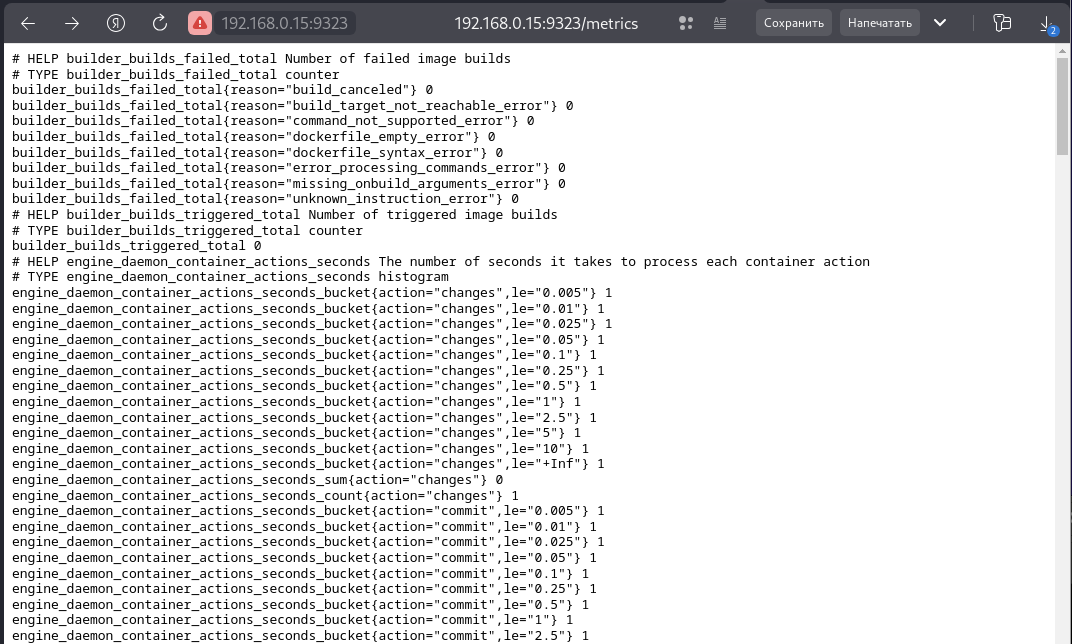 192.168.0.15:9323 192.168.0.15:9323/metrics Сохранить Напечатать 2
# HELP builder_builds_failed_total Number of failed image builds
# TYPE builder_builds_failed_total counter
builder_builds_failed_total{reason="build_canceled"} 0
builder_builds_failed_total{reason="build_target_not_reachable_error"} 0
builder_builds_failed_total{reason="command_not_supported_error"} 0
builder_builds_failed_total{reason="dockerfile_empty_error"} 0
builder_builds_failed_total{reason="dockerfile_syntax_error"} 0
builder_builds_failed_total{reason="error_processing_commands_error"} 0
builder_builds_failed_total{reason="missing_onbuild_arguments_error"} 0
builder_builds_failed_total{reason="unknown_instruction_error"} 0
# HELP builder_builds_triggered_total Number of triggered image builds
# TYPE builder_builds_triggered_total counter
builder_builds_triggered_total 0
# HELP engine_daemon_container_actions_seconds The number of seconds it takes to process each container action
# TYPE engine_daemon_container_actions_seconds histogram
engine_daemon_container_actions_seconds_bucket{action="changes",le="0.005"} 1
engine_daemon_container_actions_seconds_bucket{action="changes",le="0.01"} 1
engine_daemon_container_actions_seconds_bucket{action="changes",le="0.025"} 1
engine_daemon_container_actions_seconds_bucket{action="changes",le="0.05"} 1
engine_daemon_container_actions_seconds_bucket{action="changes",le="0.1"} 1
engine_daemon_container_actions_seconds_bucket{action="changes",le="0.25"} 1
engine_daemon_container_actions_seconds_bucket{action="changes",le="0.5"} 1
engine_daemon_container_actions_seconds_bucket{action="changes",le="1"} 1
engine_daemon_container_actions_seconds_bucket{action="changes",le="2.5"} 1
engine_daemon_container_actions_seconds_bucket{action="changes",le="5"} 1
engine_daemon_container_actions_seconds_bucket{action="changes",le="10"} 1
engine_daemon_container_actions_seconds_bucket{action="changes",le="+Inf"} 1
engine_daemon_container_actions_seconds_sum{action="changes"} 0
engine_daemon_container_actions_seconds_count{action="changes"} 1
engine_daemon_container_actions_seconds_bucket{action="commit",le="0.005"} 1
engine_daemon_container_actions_seconds_bucket{action="commit",le="0.01"} 1
engine_daemon_container_actions_seconds_bucket{action="commit",le="0.025"} 1
engine_daemon_container_actions_seconds_bucket{action="commit",le="0.05"} 1
engine_daemon_container_actions_seconds_bucket{action="commit",le="0.1"} 1
engine_daemon_container_actions_seconds_bucket{action="commit",le="0.25"} 1
engine_daemon_container_actions_seconds_bucket{action="commit",le="0.5"} 1
engine_daemon_container_actions_seconds_bucket{action="commit",le="1"} 1
engine_daemon_container_actions_seconds_bucket{action="commit",le="2.5"} 1